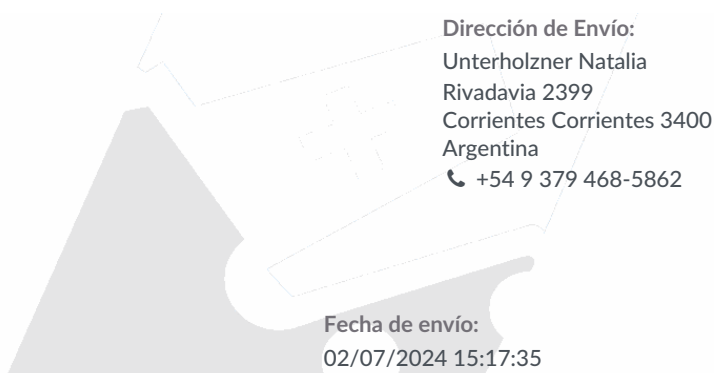 Dirección de Envío:
Unterholzner Natalia
Rivadavia 2399
Corrientes Corrientes 3400
Argentina
+54 9 379 468-5862
Fecha de envío:
02/07/2024 15:17:35